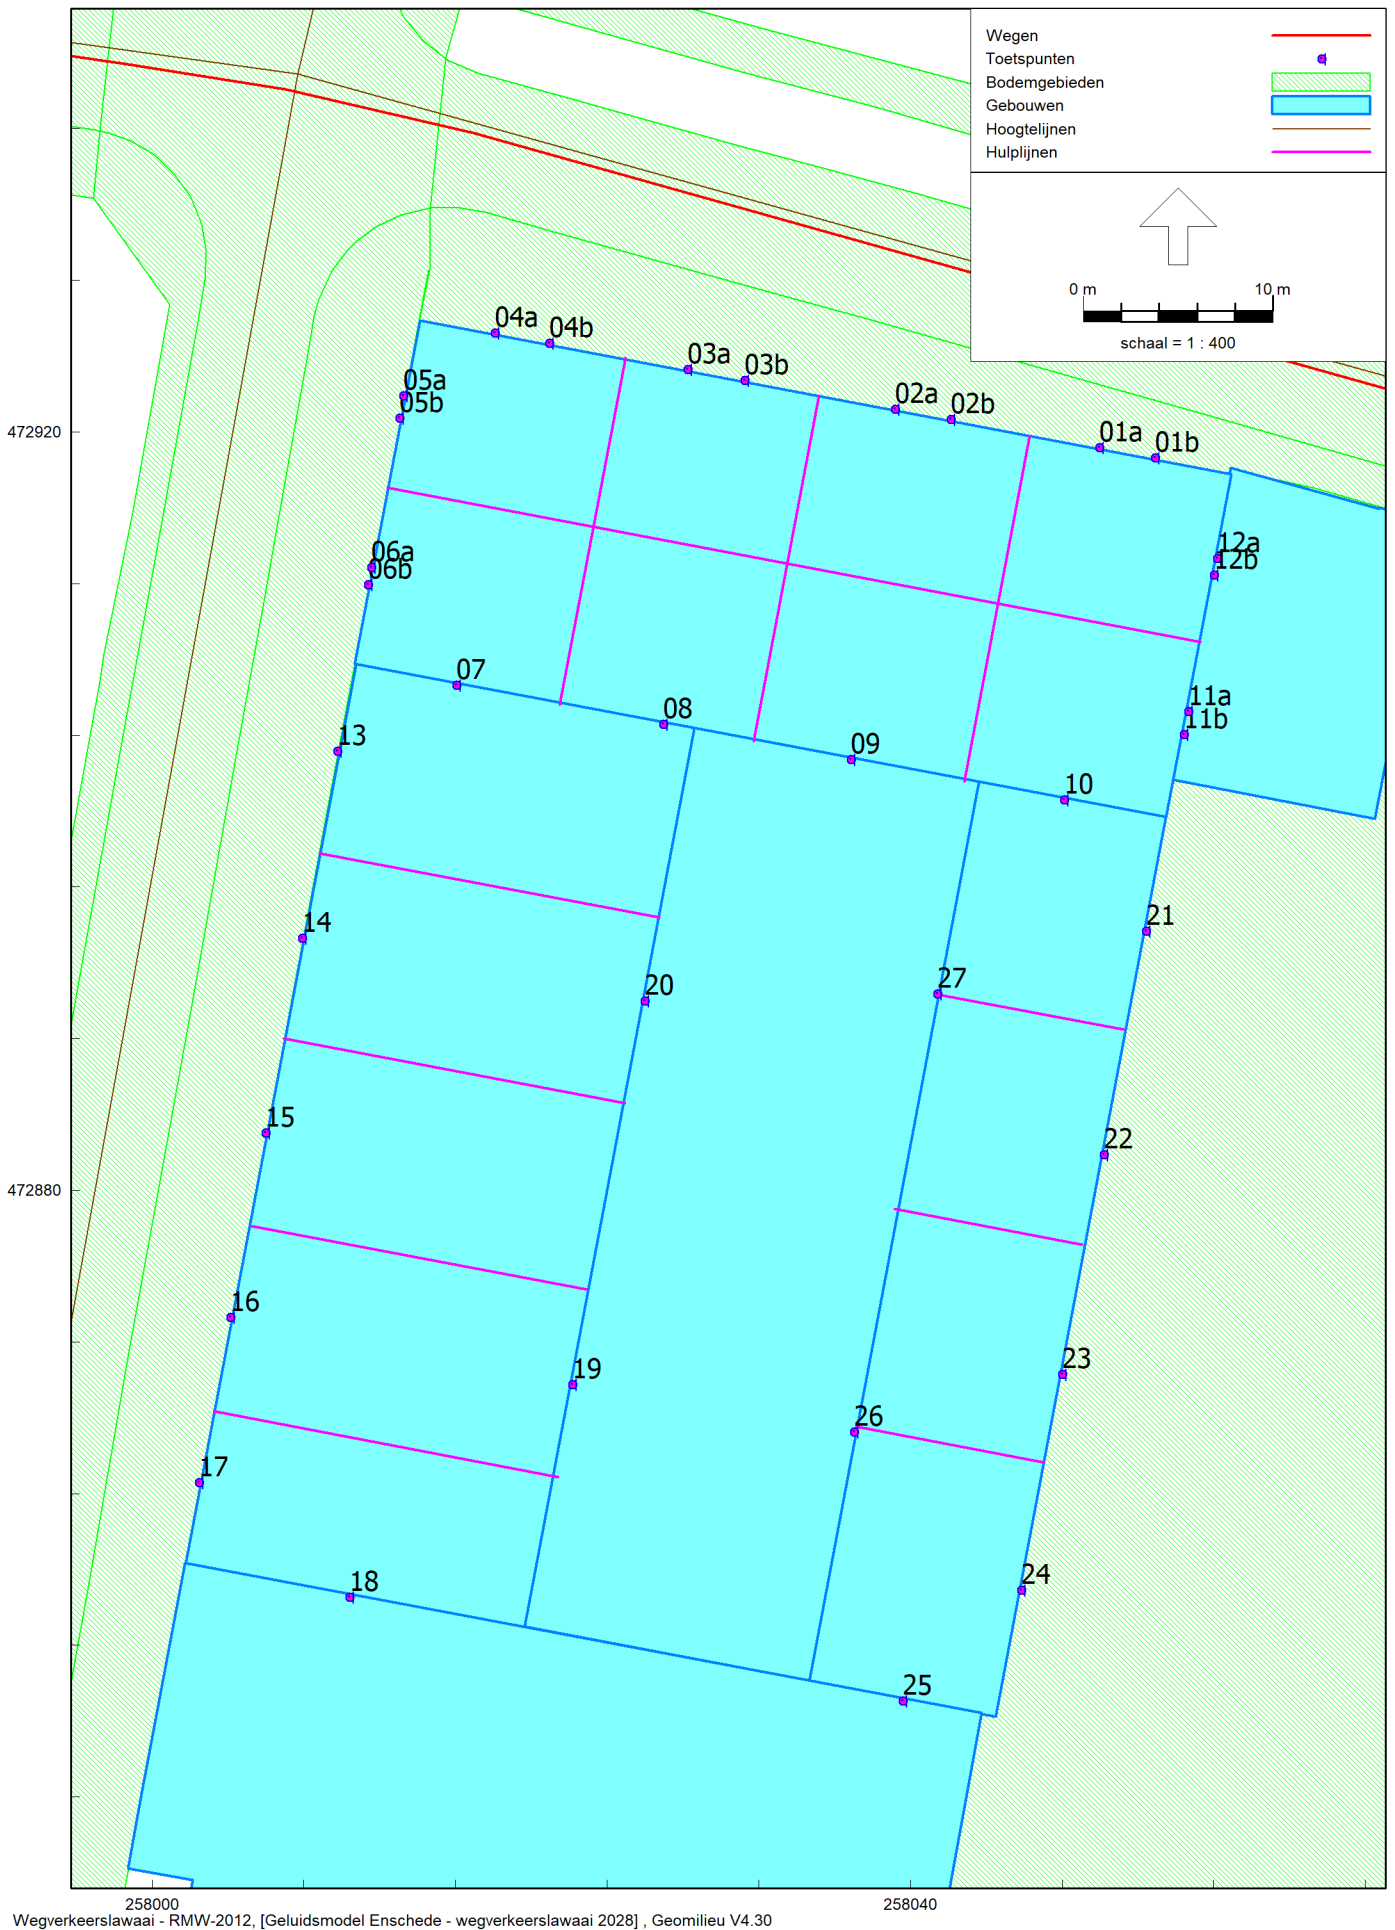 Wegen
Toetspunten
Bodemgebieden
Gebouwen
Hoogtelijnen
Hulplijnen
0 m 10 m
schaal = 1 : 400
04a
04b
03a
03b
05a
05b
02a
02b
472920
01a
01b
12a
12b
06a
06b
07
11a
08
11b
13
09
10
21
14
27
20
15
22
472880
16
23
19
26
17
24
18
25
258000
258040
Wegverkeerslawaai - RMW-2012, [Geluidsmodel Enschede - wegverkeerslawaai 2028] , Geomilieu V4.30